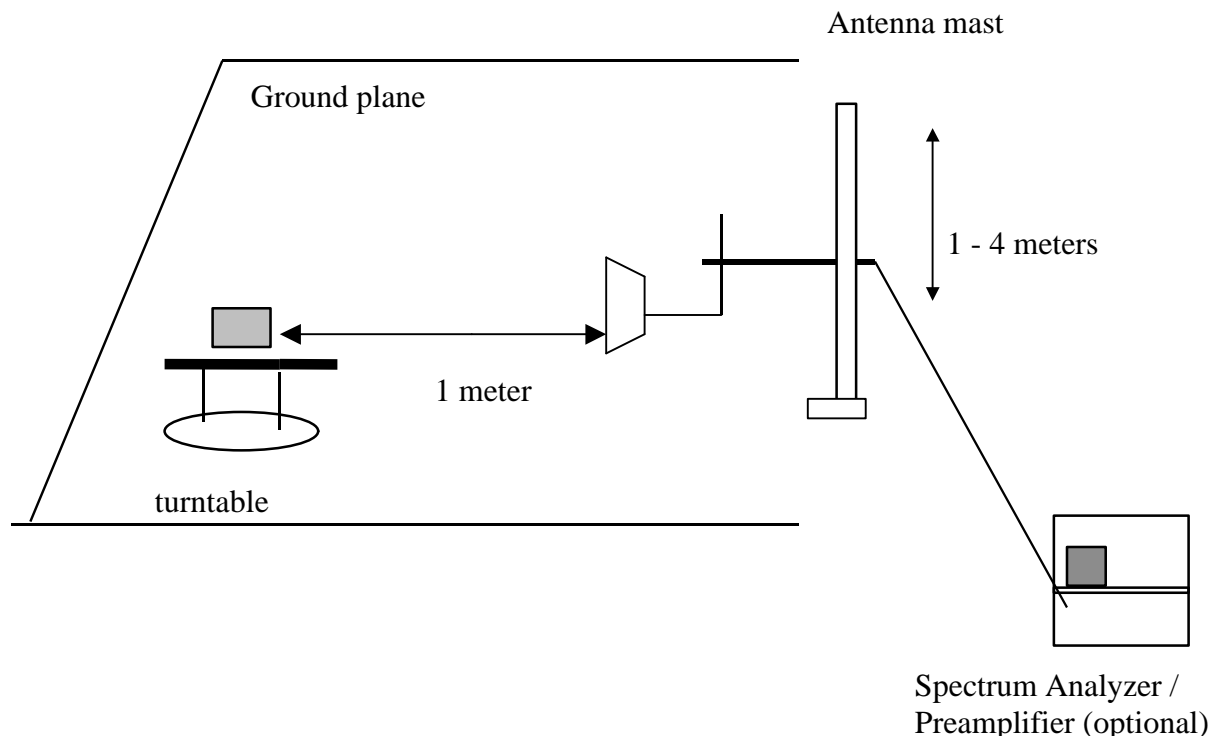 Antenna mast
Ground plane
1 - 4 meters
1 meter
turntable
Spectrum Analyzer /
Preamplifier (optional)